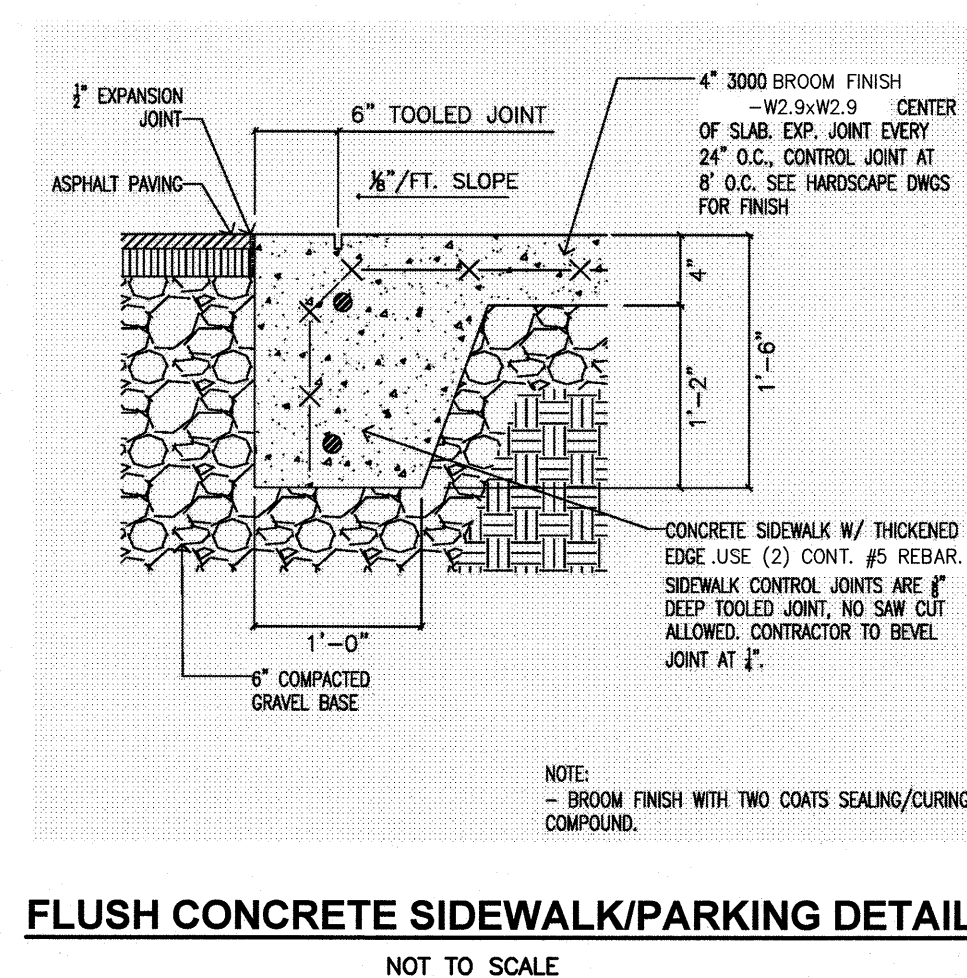 ½" EXPANSION
JOINT
6" TOOLED JOINT
4" 3000 BROOM FINISH
-W2.9xW2.9 CENTER
OF SLAB. EXP. JOINT EVERY
24" O.C., CONTROL JOINT AT
8' O.C. SEE HARDSCAPE DWGS
FOR FINISH
ASPHALT PAVING
⅛"/FT. SLOPE
4"
1'-2"
1'-6"
CONCRETE SIDEWALK W/ THICKENED
EDGE .USE (2) CONT. #5 REBAR.
SIDEWALK CONTROL JOINTS ARE
DEEP TOOLED JOINT, NO SAW CUT
ALLOWED. CONTRACTOR TO BEVEL
JOINT AT ¼".
1'-0"
6" COMPACTED
GRAVEL BASE
NOTE:
- BROOM FINISH WITH TWO COATS SEALING/CURING
COMPOUND.
FLUSH CONCRETE SIDEWALK/PARKING DETAIL
NOT TO SCALE